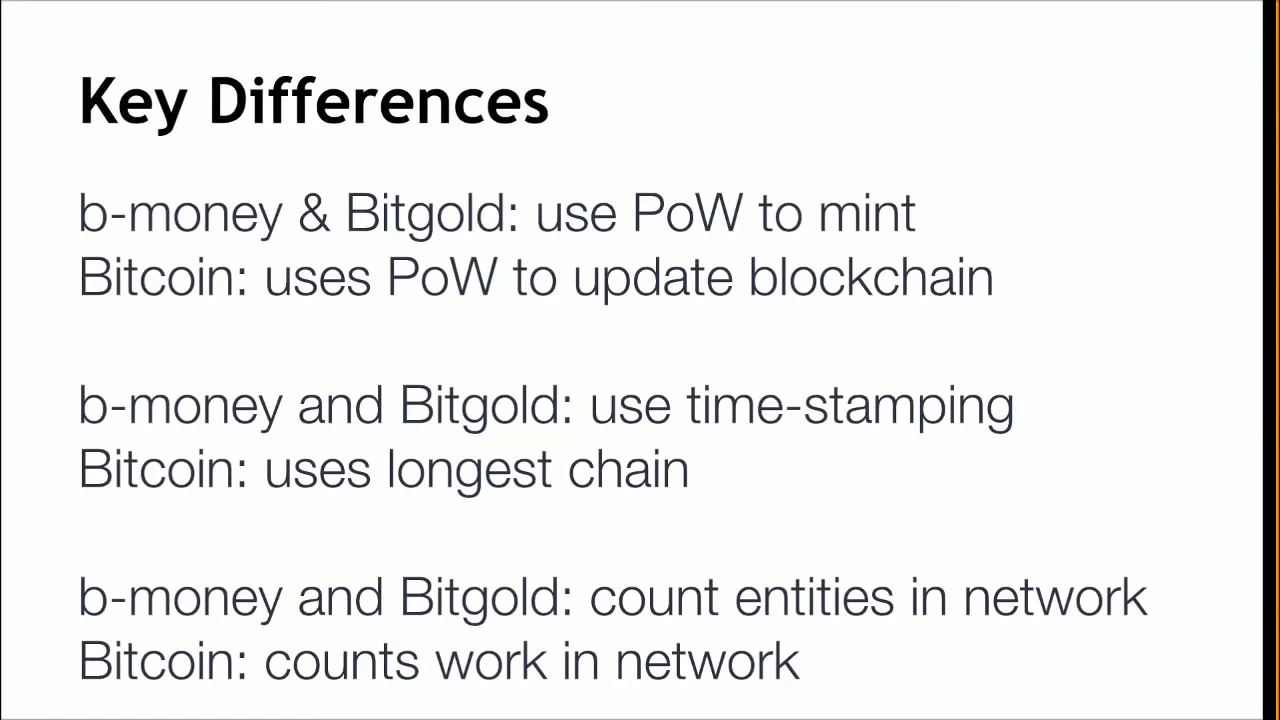 Key Differences
b-money & Bitgold: use PoW to mint
Bitcoin: uses PoW to update blockchain
b-money and Bitgold: use time-stamping
Bitcoin: uses longest chain
b-money and Bitgold: count entities in network
Bitcoin: counts work in network